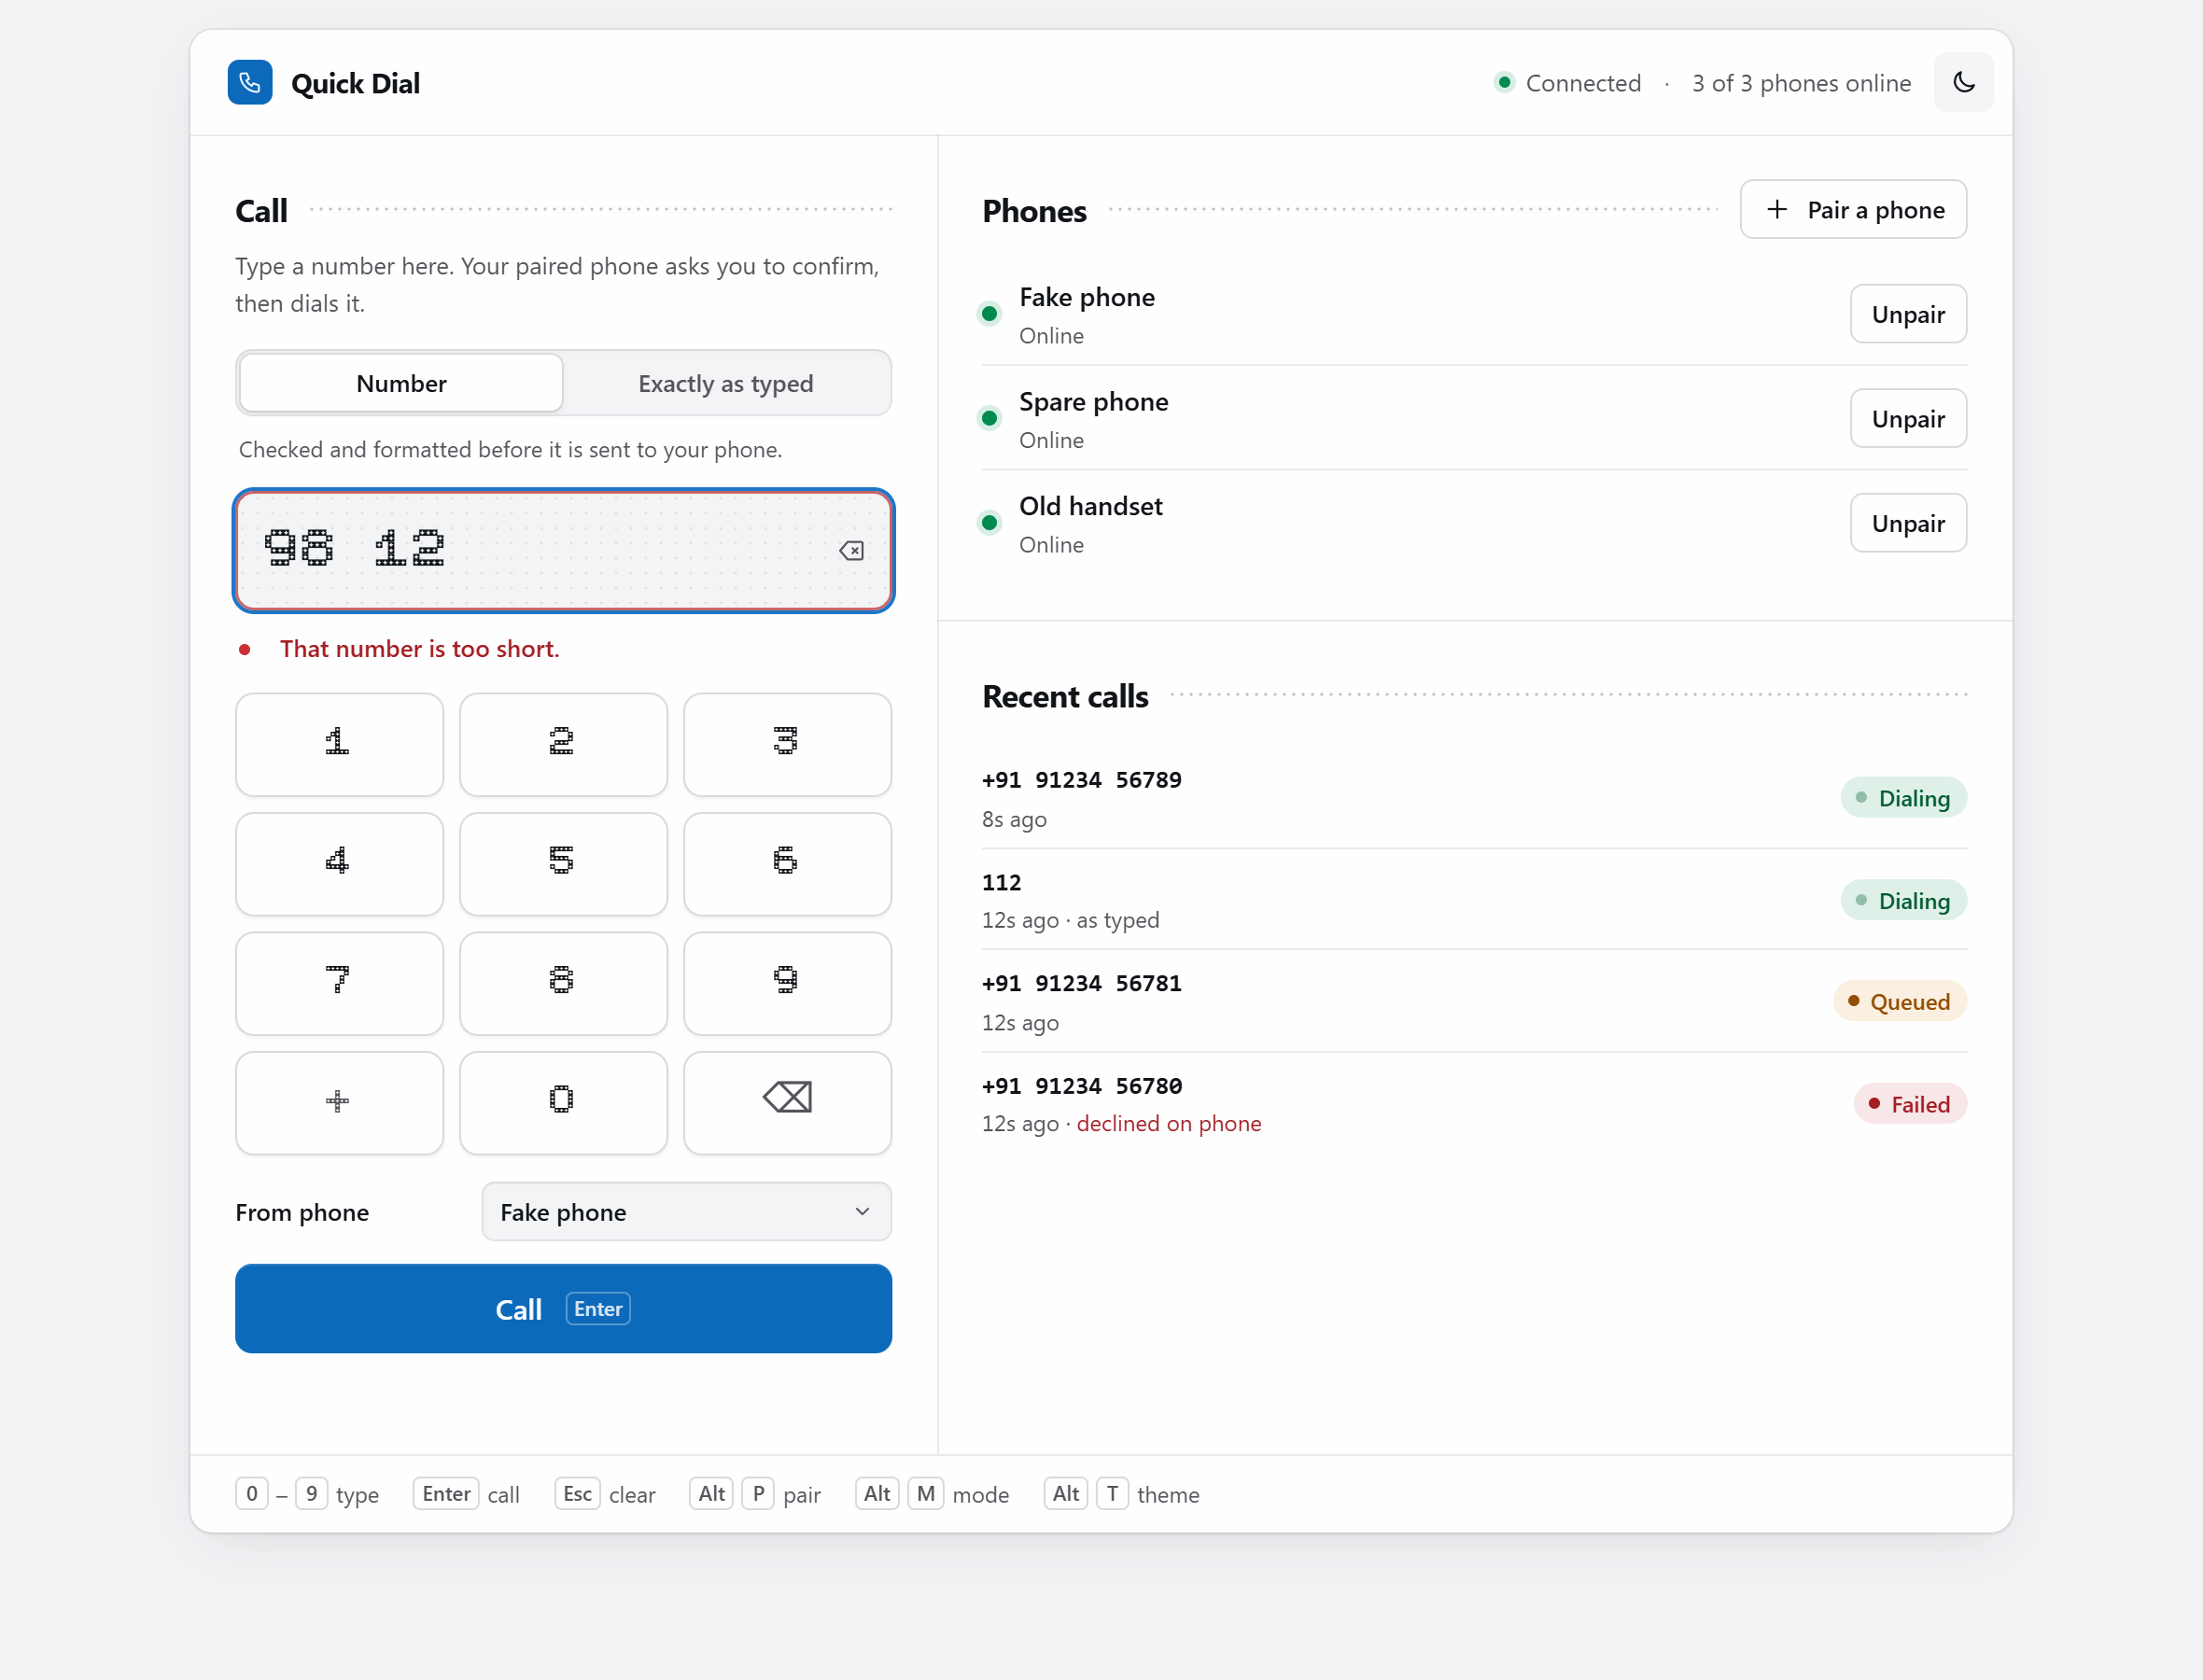 Quick Dial
Connected · 3 of 3 phones online
Call
Type a number here. Your paired phone asks you to confirm,
then dials it.
Number
Exactly as typed
Checked and formatted before it is sent to your phone.
98 12
That number is too short.
1 2 3
4 5 6
7 8 9
+ 0 ⌫
From phone
Fake phone
Call Enter
Phones
+ Pair a phone
Fake phone
Online
Unpair
Spare phone
Online
Unpair
Old handset
Online
Unpair
Recent calls
+91 91234 56789
8s ago
Dialing
112
12s ago · as typed
Dialing
+91 91234 56781
12s ago
Queued
+91 91234 56780
12s ago · declined on phone
Failed
0 – 9 type Enter call Esc clear Alt P pair Alt M mode Alt T theme